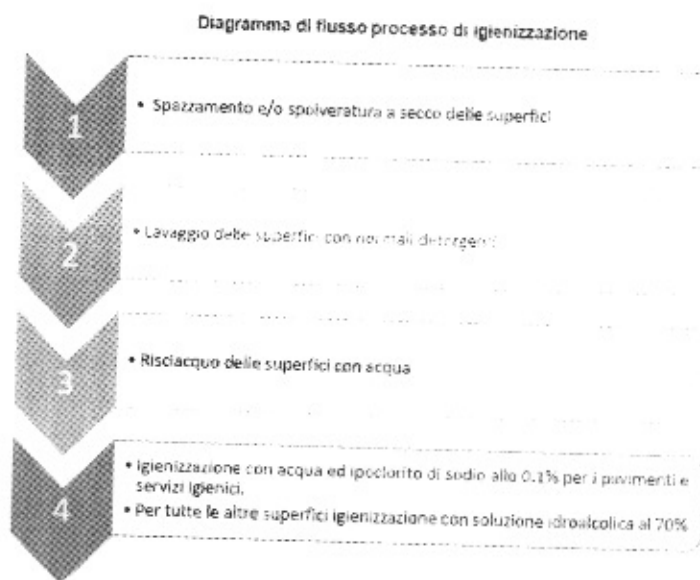 Diagramma di flusso processo di igienizzazione
1
• Spazzamento e/o spolveratura a secco delle superfici
2
• Lavaggio delle superfici con normali detergenti
3
• Risciacquo delle superfici con acqua
4
• Igienizzazione con acqua ed ipoclorito di sodio allo 0.1% per i pavimenti e
servizi igienici.
• Per tutte le altre superfici igienizzazione con soluzione idroalcolica al 70%